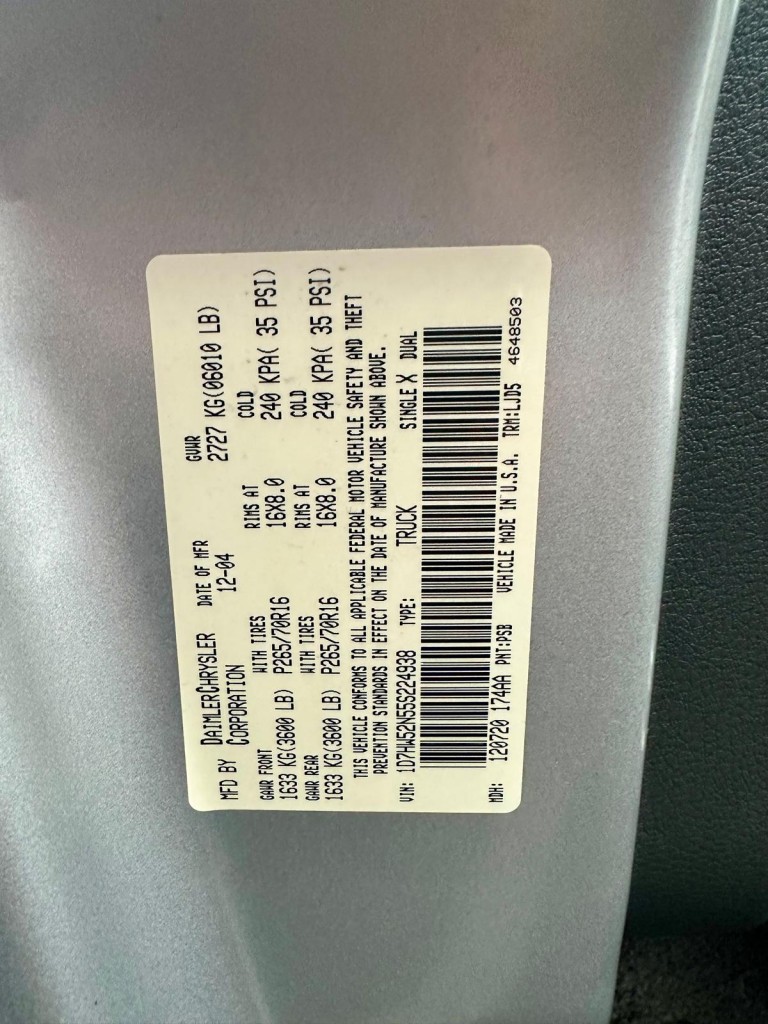 MFD BY DAIMLERCHRYSLER CORPORATION DATE OF MFR 12-04 GVWR 2727 KG(06010 LB)
GAWR FRONT WITH TIRES RIMS AT COLD
1633 KG(3600 LB) P265/70R16 16X8.0 240 KPA( 35 PSI)
GAWR REAR WITH TIRES RIMS AT COLD
1633 KG(3600 LB) P265/70R16 16X8.0 240 KPA( 35 PSI)
THIS VEHICLE CONFORMS TO ALL APPLICABLE FEDERAL MOTOR VEHICLE SAFETY AND THEFT
PREVENTION STANDARDS IN EFFECT ON THE DATE OF MANUFACTURE SHOWN ABOVE.
VIN: 1D7HW52N55S224938 TYPE: TRUCK SINGLE X DUAL
MDH: 120720 174AA PNT:PSB VEHICLE MADE IN U.S.A. TRM:LJD5 4648503